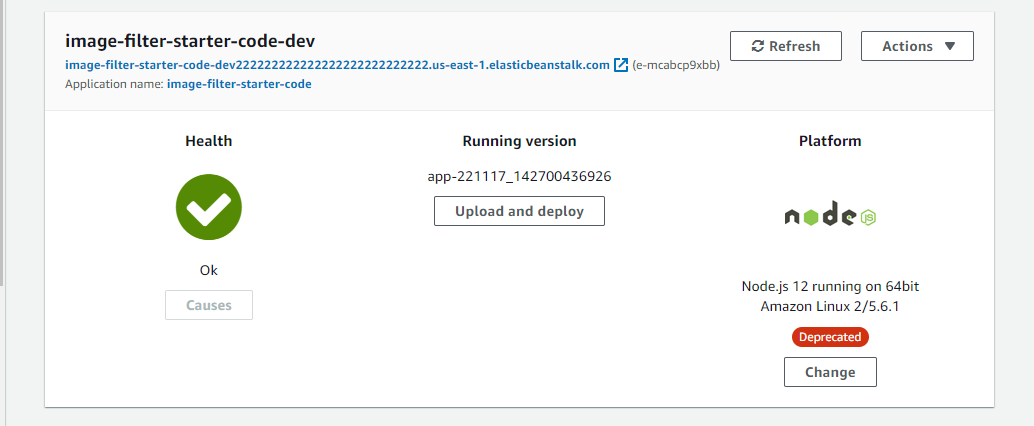 image-filter-starter-code-dev
image-filter-starter-code-dev2222222222222222222222222222.us-east-1.elasticbeanstalk.com (e-mcabcp9xbb)
Application name: image-filter-starter-code
Refresh
Actions
Health
Ok
Causes
Running version
app-221117_142700436926
Upload and deploy
Platform
node JS
Node.js 12 running on 64bit
Amazon Linux 2/5.6.1
Deprecated
Change